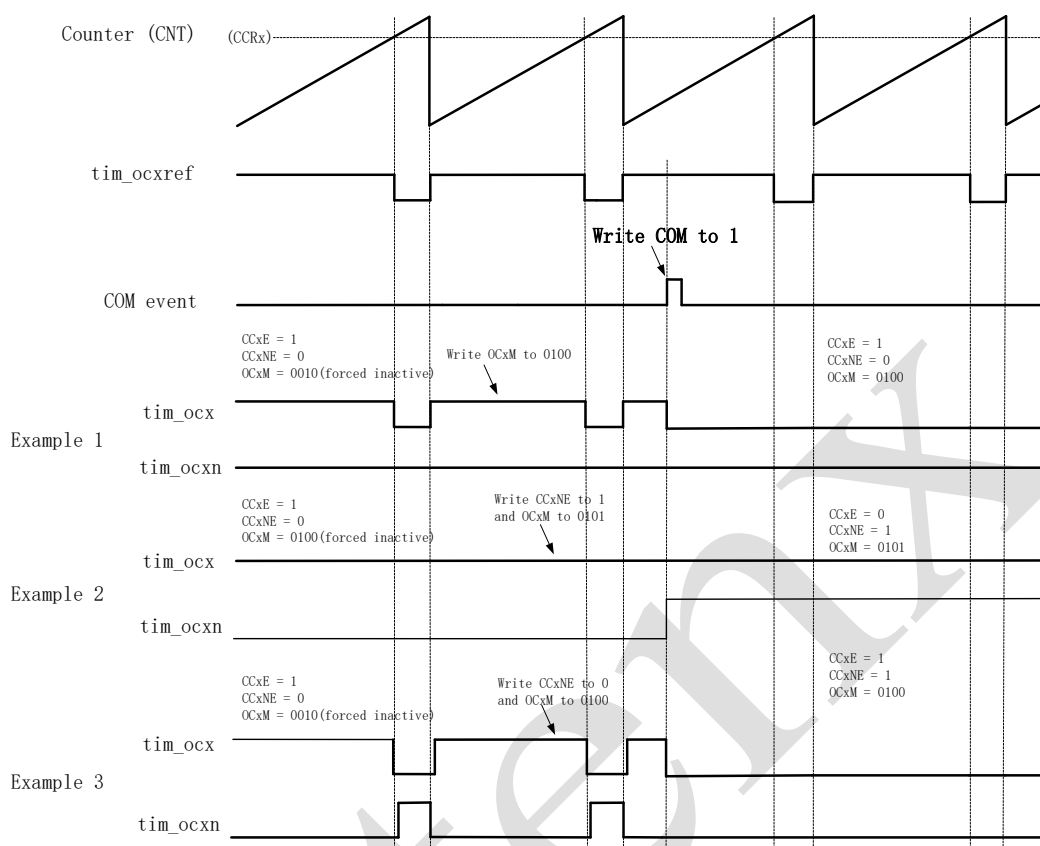 Counter (CNT)
(CCRx)
tim_ocxref
Write COM to 1
COM event
CCxE = 1
CCxNE = 0
OCxM = 0010(forced inactive)
Write OCxM to 0100
CCxE = 1
CCxNE = 0
OCxM = 0100
tim_ocx
Example 1
tim_ocxn
CCxE = 1
CCxNE = 0
OCxM = 0100(forced inactive)
Write CCxNE to 1
and OCxM to 0101
CCxE = 0
CCxNE = 1
OCxM = 0101
tim_ocx
Example 2
tim_ocxn
CCxE = 1
CCxNE = 0
OCxM = 0010(forced inactive)
Write CCxNE to 0
and OCxM to 0100
CCxE = 1
CCxNE = 1
OCxM = 0100
tim_ocx
Example 3
tim_ocxn